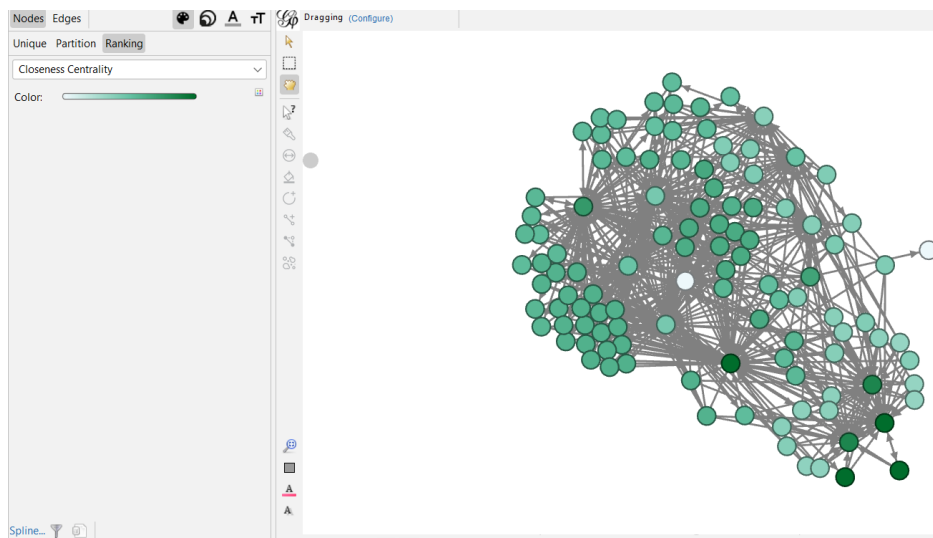 Nodes Edges
Dragging (Configure)
Unique Partition Ranking
Closeness Centrality
Color:
Spline...